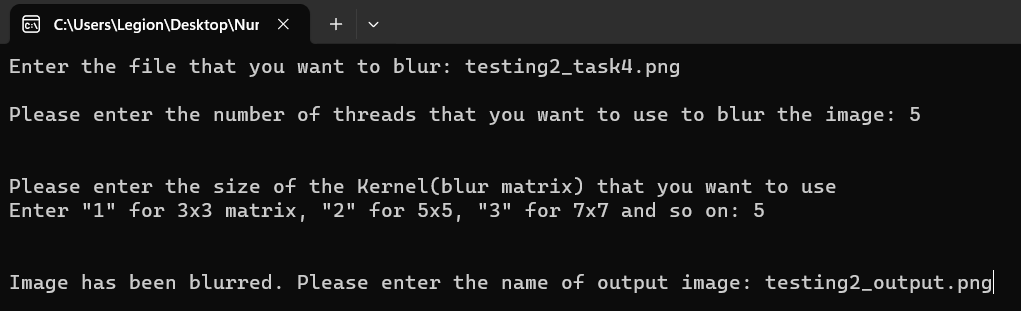 C:\Users\Legion\Desktop\Nur
Enter the file that you want to blur: testing2_task4.png
Please enter the number of threads that you want to use to blur the image: 5
Please enter the size of the Kernel(blur matrix) that you want to use
Enter "1" for 3x3 matrix, "2" for 5x5, "3" for 7x7 and so on: 5
Image has been blurred. Please enter the name of output image: testing2_output.png